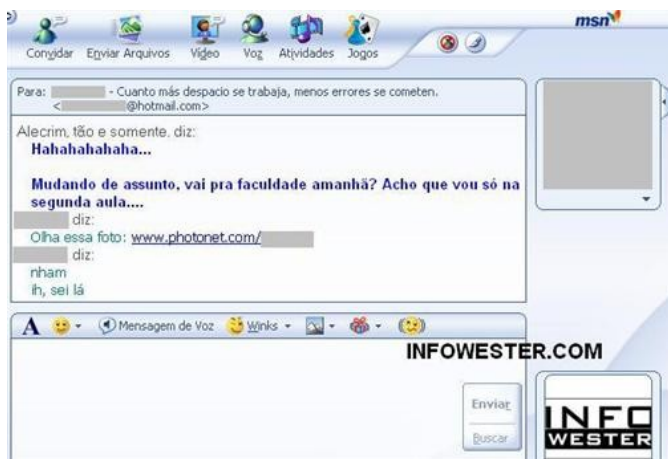 msn
Convidar Enviar Arquivos Vídeo Voz Atividades Jogos
Para: - Cuanto más despacio se trabaja, menos errores se cometen.
< @hotmail.com>
Alecrim, tão e somente. diz:
Hahahahahaha...
Mudando de assunto, vai pra faculdade amanhã? Acho que vou só na
segunda aula....
diz:
Olha essa foto: www.photonet.com/
diz:
nham
ih, sei lá
A Mensagem de Voz Winks
INFOWESTER.COM
Enviar
Buscar
INFO
WESTER